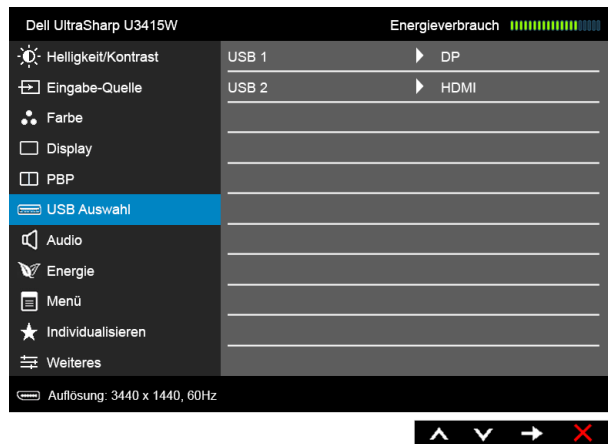 Dell UltraSharp U3415W Energieverbrauch
Helligkeit/Kontrast USB 1 DP
Eingabe-Quelle USB 2 HDMI
Farbe
Display
PBP
USB Auswahl
Audio
Energie
Menü
Individualisieren
Weiteres
Auflösung: 3440 x 1440, 60Hz